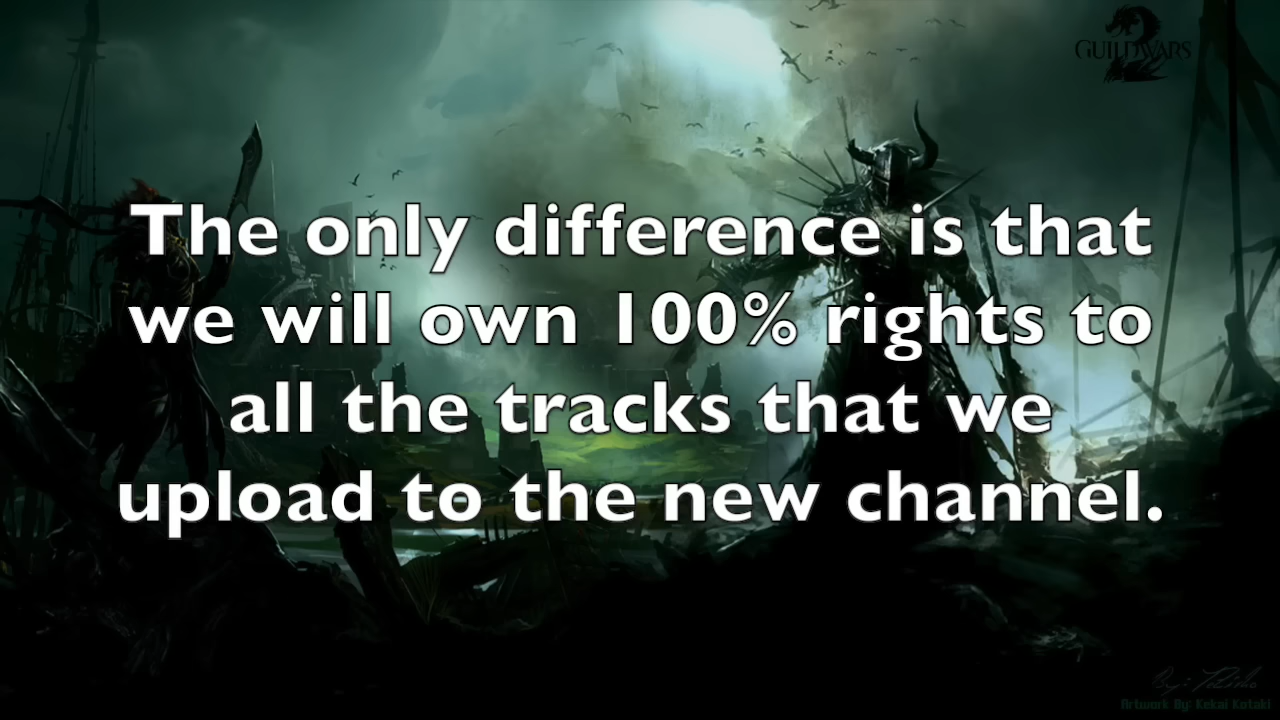 GUILDWARS
2
The only difference is that
we will own 100% rights to
all the tracks that we
upload to the new channel.
Artwork By: Kekai Kotaki